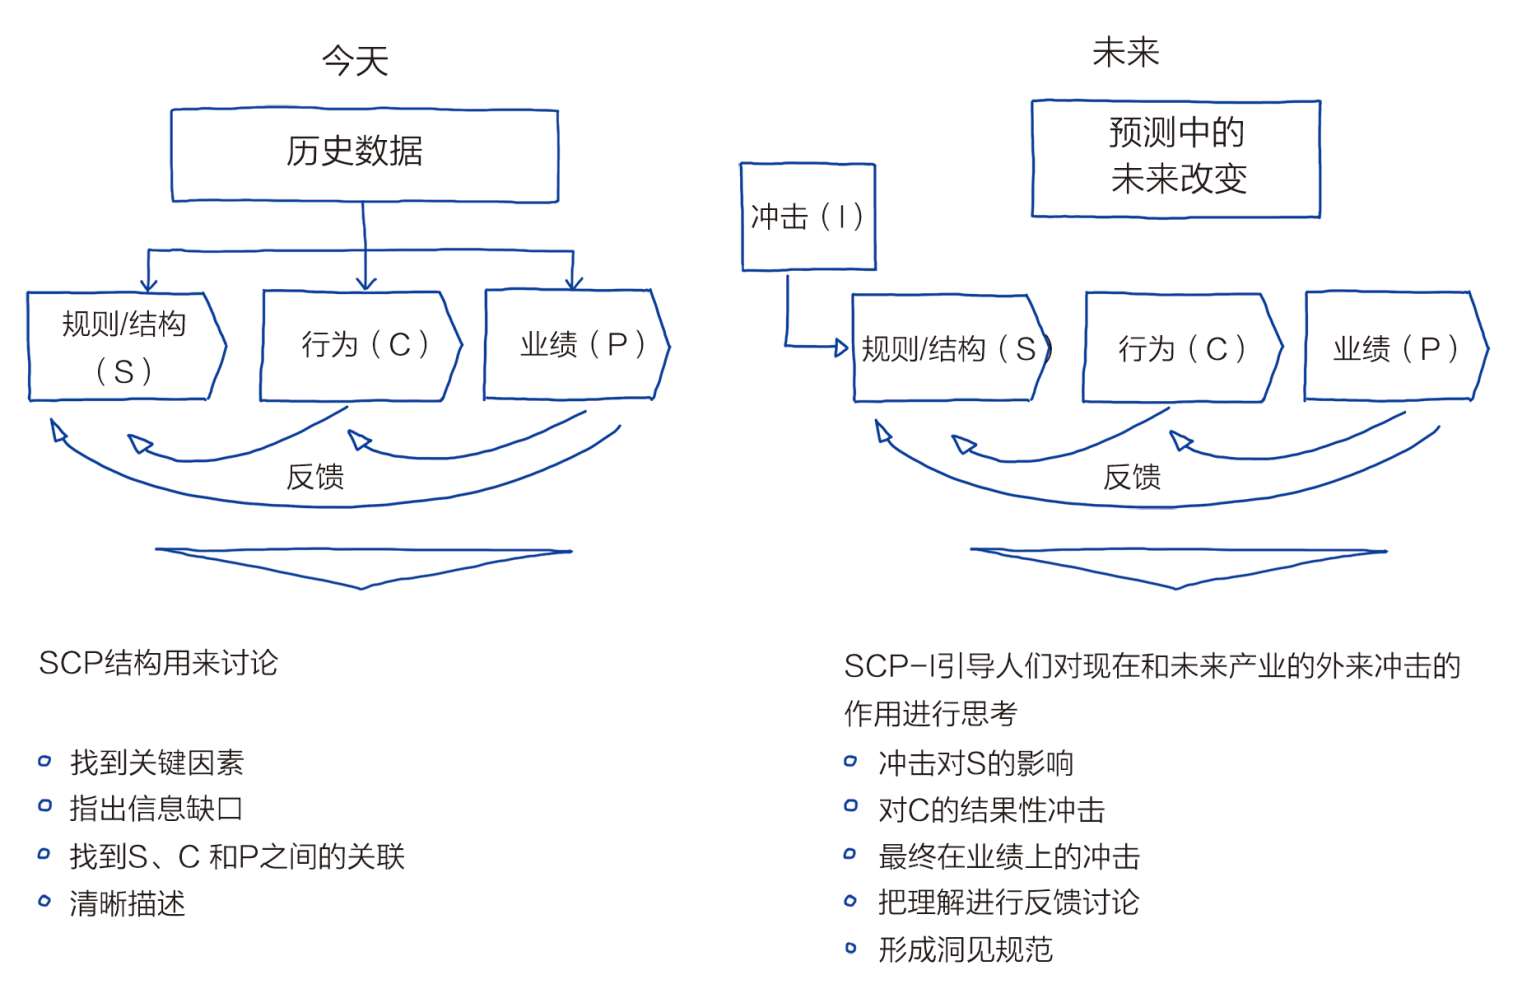 今天
历史数据
规则/结构
（S）
行为（C）
业绩（P）
反馈
SCP结构用来讨论
找到关键因素
指出信息缺口
找到S、C 和P之间的关联
清晰描述
未来
预测中的
未来改变
冲击（I）
规则/结构（S）
行为（C）
业绩（P）
反馈
SCP-I引导人们对现在和未来产业的外来冲击的
作用进行思考
冲击对S的影响
对C的结果性冲击
最终在业绩上的冲击
把理解进行反馈讨论
形成洞见规范